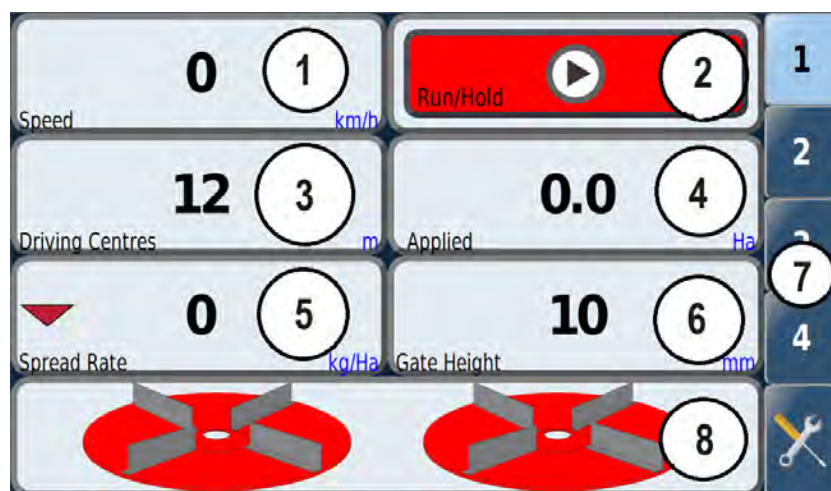 0 1
Speed km/h
Run/Hold 2
1
12 3
Driving Centres m
0.0 4
Applied Ha
2
0 5
Spread Rate kg/Ha
10 6
Gate Height mm
7
4
8